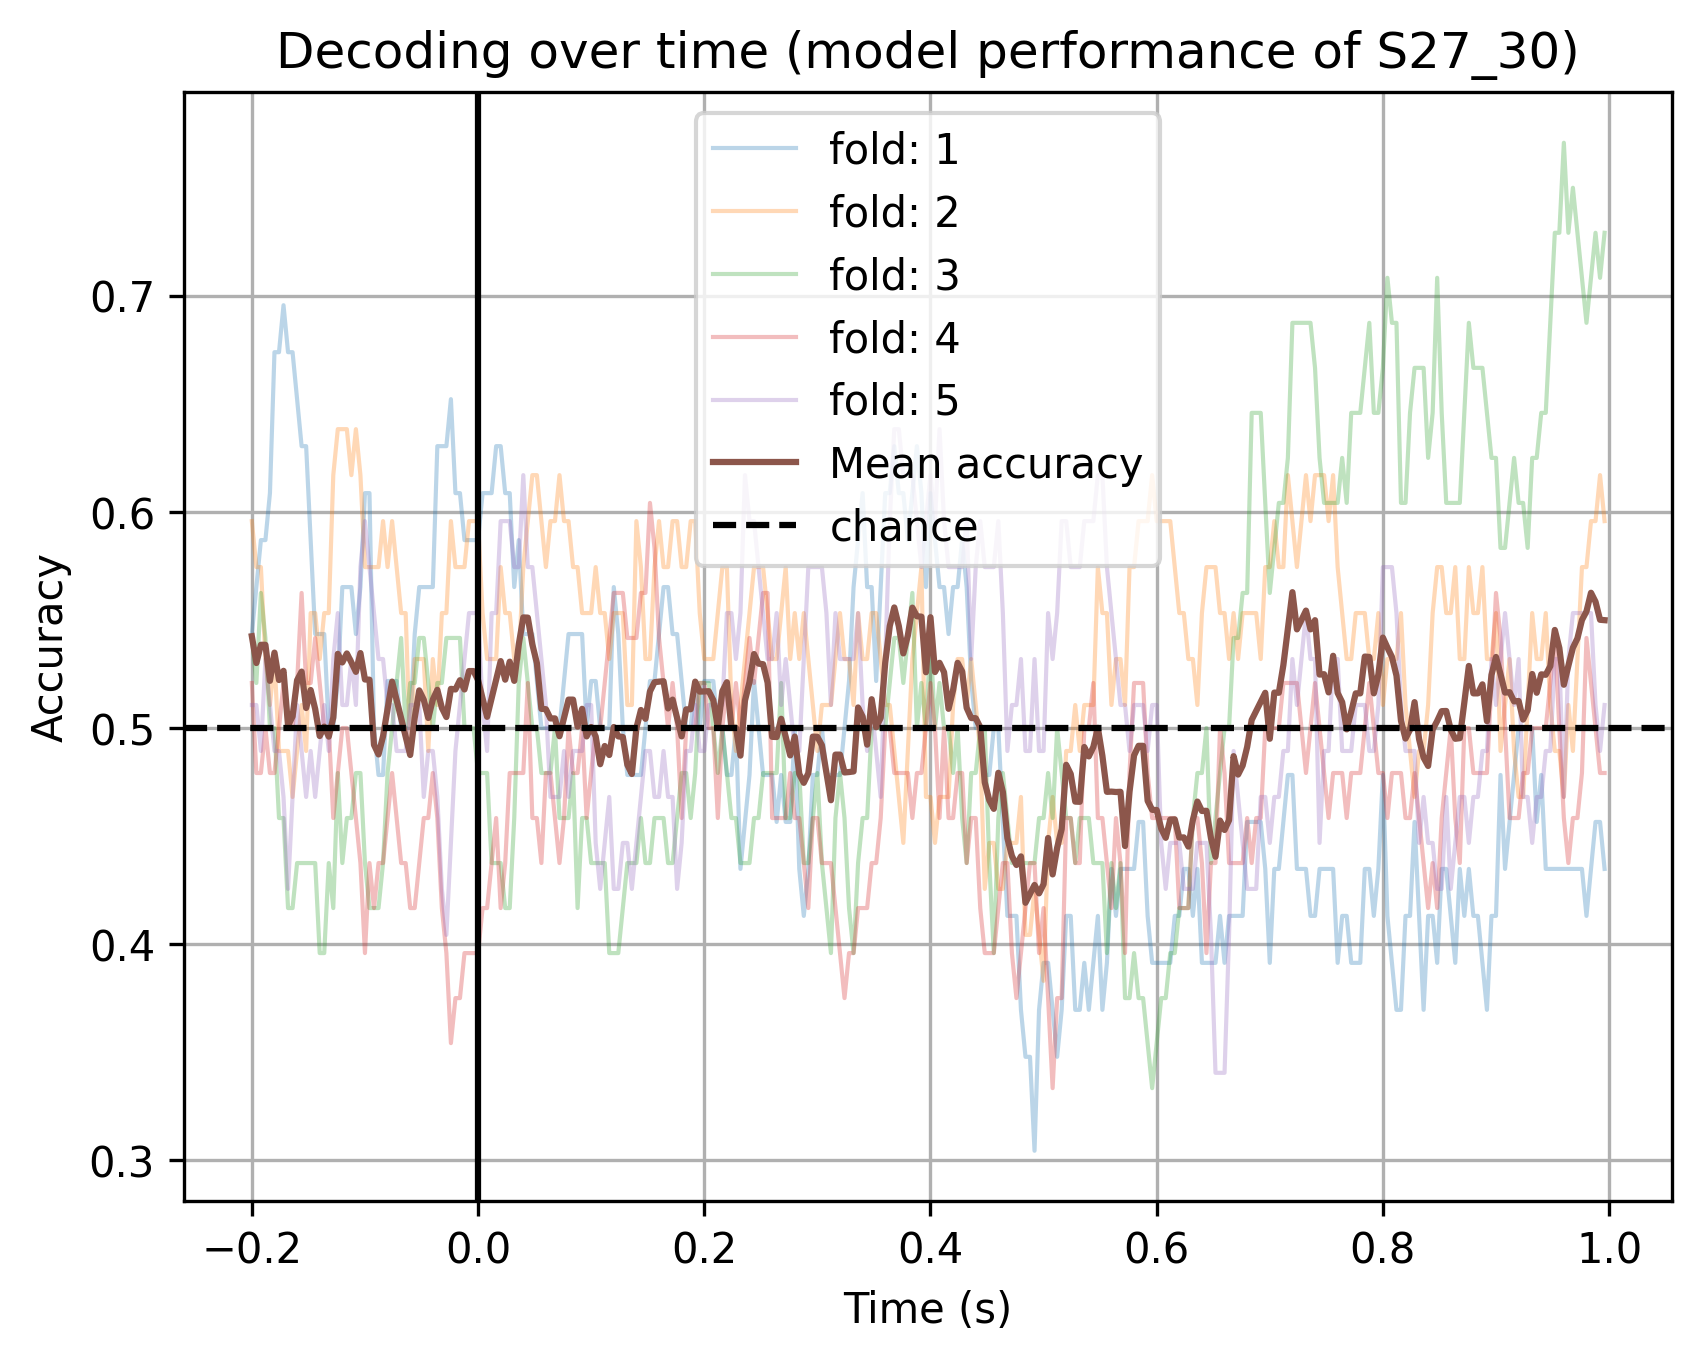 Decoding over time (model performance of S27_30)
fold: 1
fold: 2
fold: 3
fold: 4
fold: 5
Mean accuracy
chance
Accuracy
0.7
0.6
0.5
0.4
0.3
−0.2 0.0 0.2 0.4 0.6 0.8 1.0
Time (s)